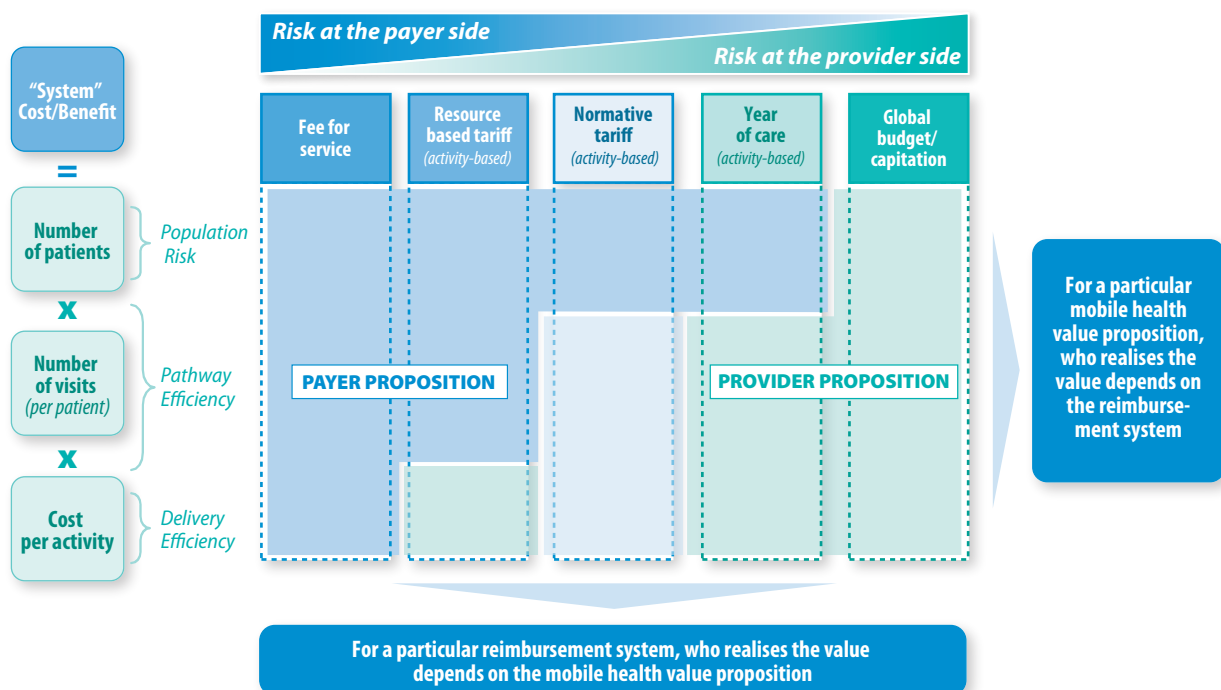 Risk at the payer side
Risk at the provider side
“System”
Cost/Benefit
=
Number
of patients
x
Number
of visits
(per patient)
x
Cost
per activity
Population
Risk
Pathway
Efficiency
Delivery
Efficiency
Fee for
service
Resource
based tariff
(activity-based)
Normative
tariff
(activity-based)
Year
of care
(activity-based)
Global
budget/
capitation
PAYER PROPOSITION
PROVIDER PROPOSITION
For a particular
mobile health
value proposition,
who realises the
value depends on
the reimburse-
ment system
For a particular reimbursement system, who realises the value
depends on the mobile health value proposition